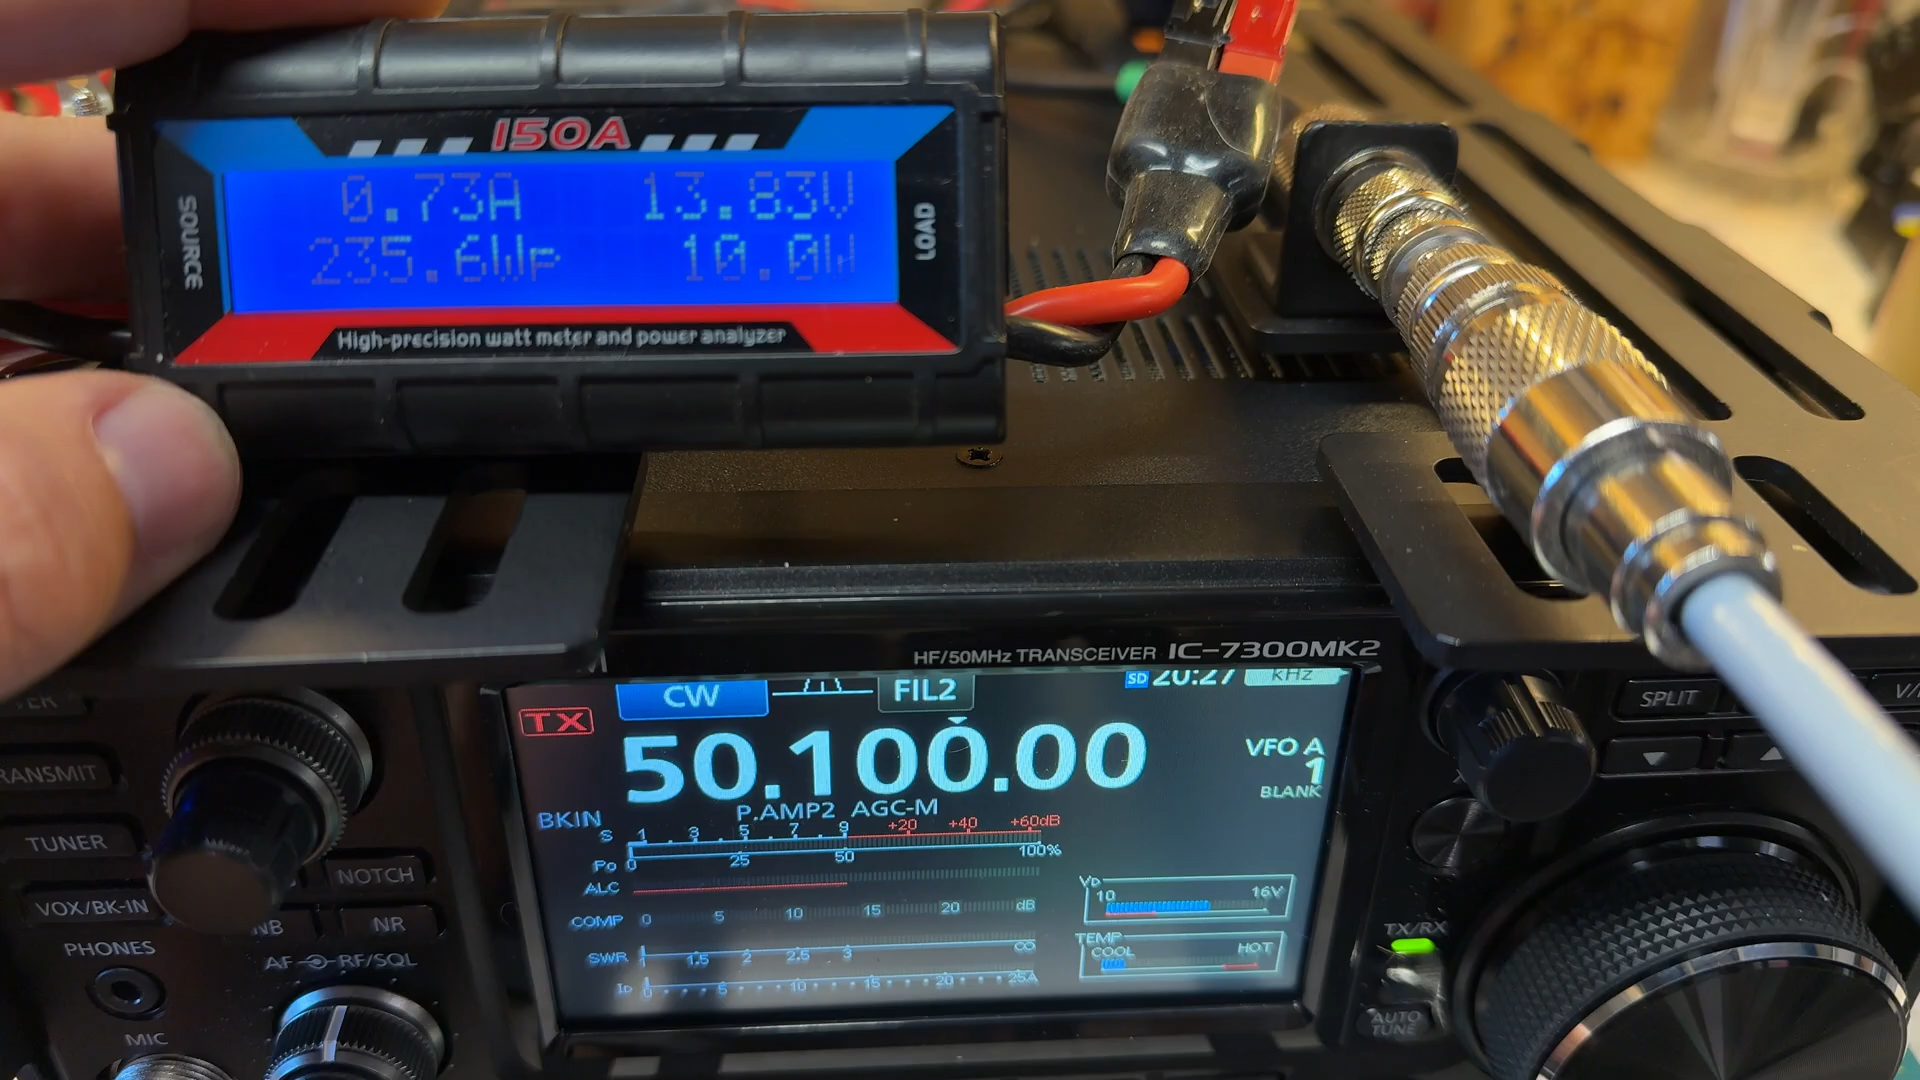 150A
SOURCE
0.73A 13.83V
235.6Wp 10.0W
LOAD
High-precision watt meter and power analyzer
HF/50MHz TRANSCEIVER IC-7300MK2
TX
CW
FIL2
SD 20:27
kHz
50.100.00
VFO A
1
BLANK
BKIN
P.AMP2 AGC-M
S 1 3 5 7 9 +20 +40 +60dB
Po 0 25 50 100%
ALC
COMP 0 5 10 15 20 dB
SWR 1 1.5 2 2.5 3 ∞
ID 0 5 10 15 20 25A
VD
10 16V
TEMP
COOL HOT
TUNER
VOX/BK-IN
NOTCH
NB
NR
PHONES
AF RF/SQL
MIC
SPLIT
TX/RX
AUTO
TUNE